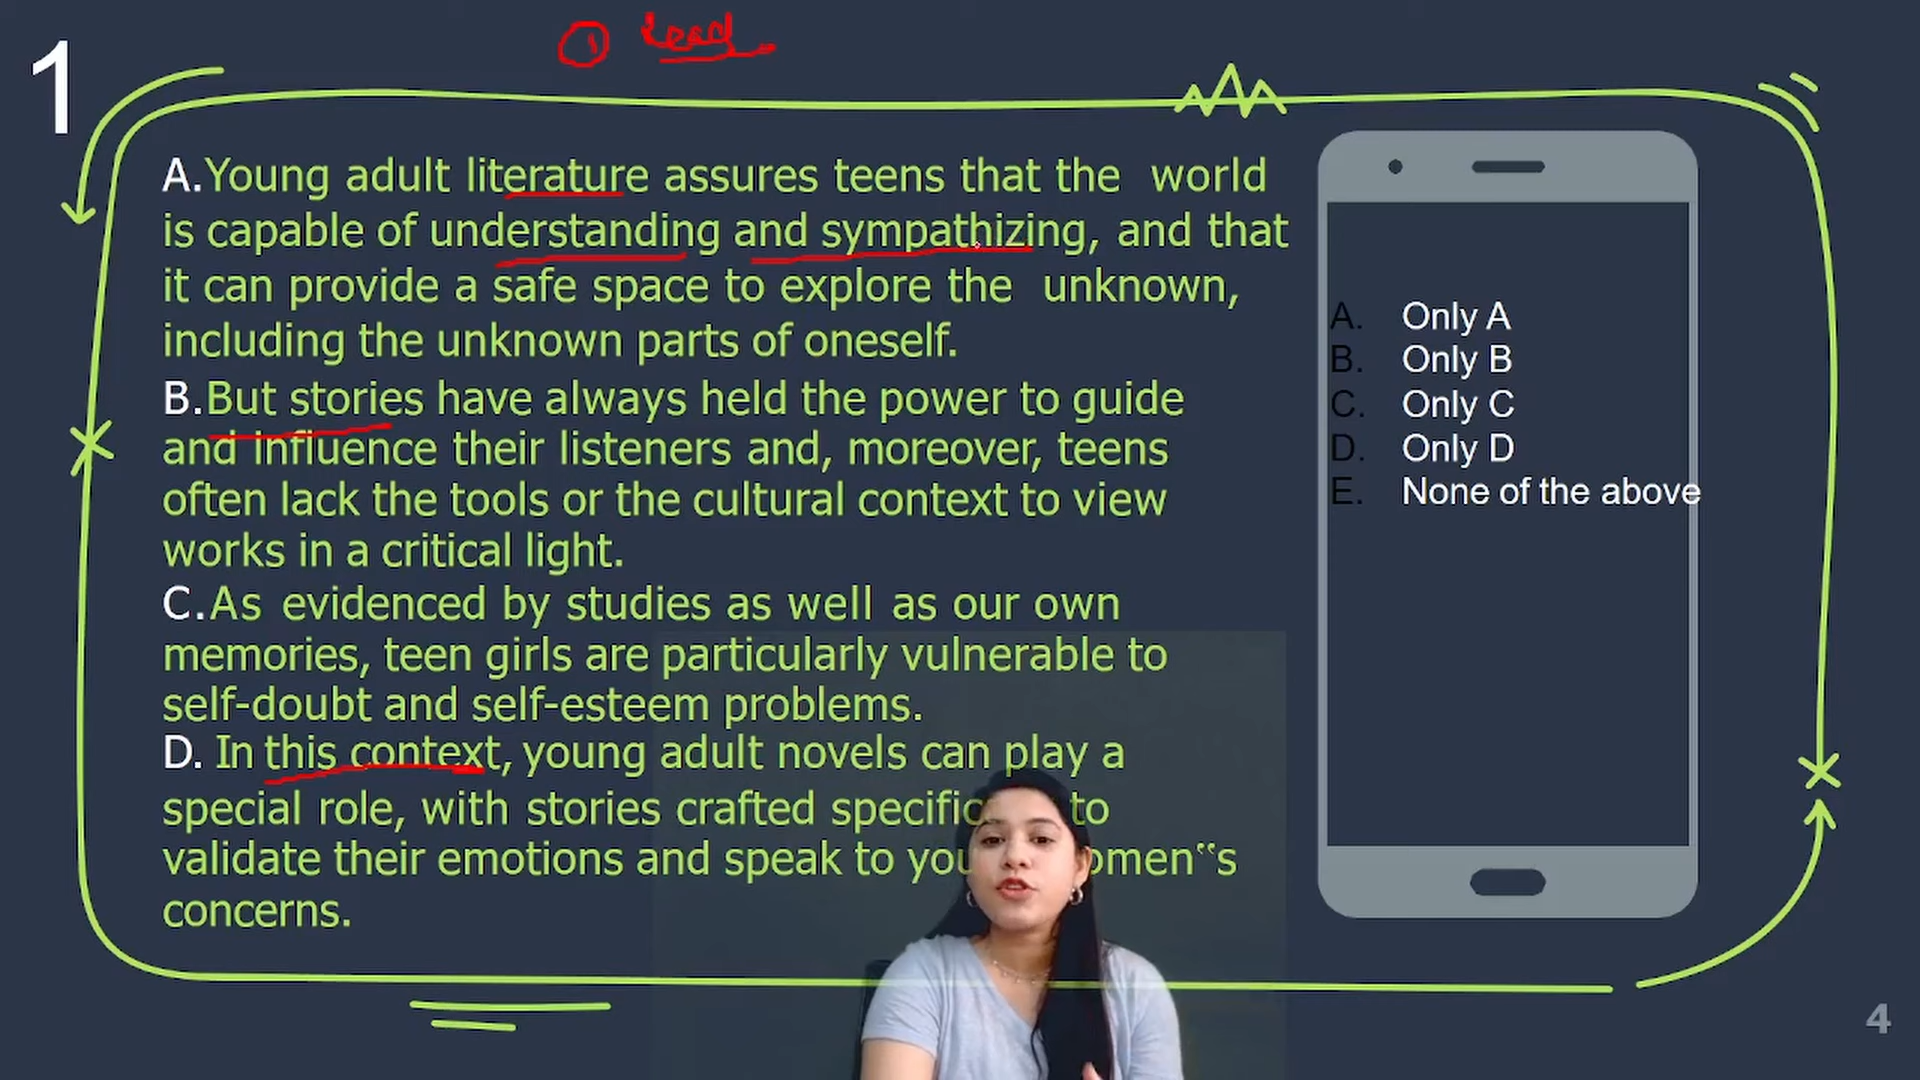 1
① Read
A.Young adult literature assures teens that the world
is capable of understanding and sympathizing, and that
it can provide a safe space to explore the unknown,
including the unknown parts of oneself.
B.But stories have always held the power to guide
and influence their listeners and, moreover, teens
often lack the tools or the cultural context to view
works in a critical light.
C.As evidenced by studies as well as our own
memories, teen girls are particularly vulnerable to
self-doubt and self-esteem problems.
D. In this context, young adult novels can play a
special role, with stories crafted specific to
validate their emotions and speak to you omen‟s
concerns.
A. Only A
B. Only B
C. Only C
D. Only D
E. None of the above
4